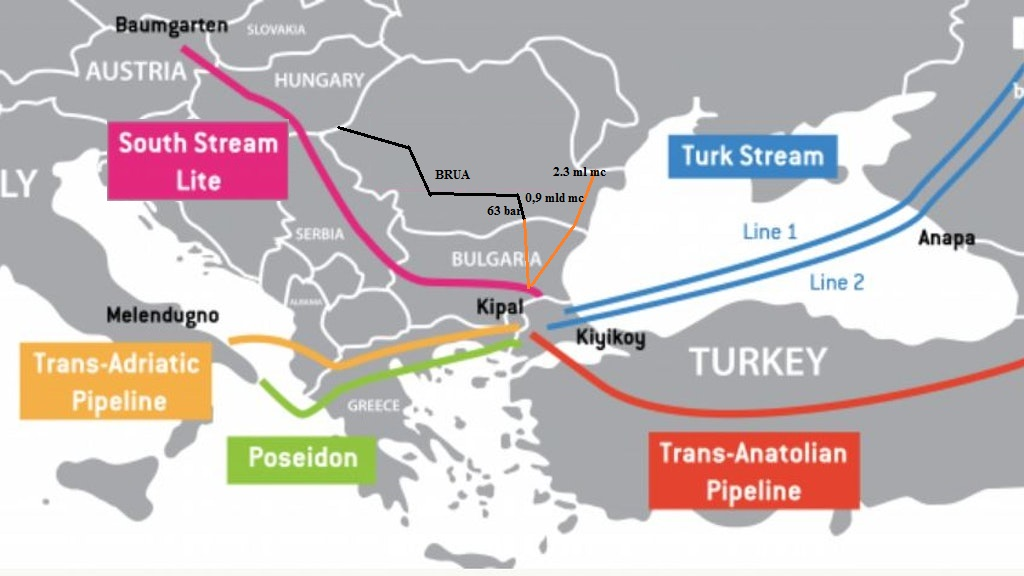 Baumgarten
SLOVAKIA
AUSTRIA
HUNGARY
South Stream
Lite
LY
BRUA
2.3 ml mc
0,9 mld mc
63 bar
Turk Stream
b
SERBIA
BULGARIA
Line 1
Line 2
Anapa
ALBANIA
Kipal
Melendugno
Kiyikoy
TURKEY
Trans-Adriatic
Pipeline
GREECE
Poseidon
Trans-Anatolian
Pipeline